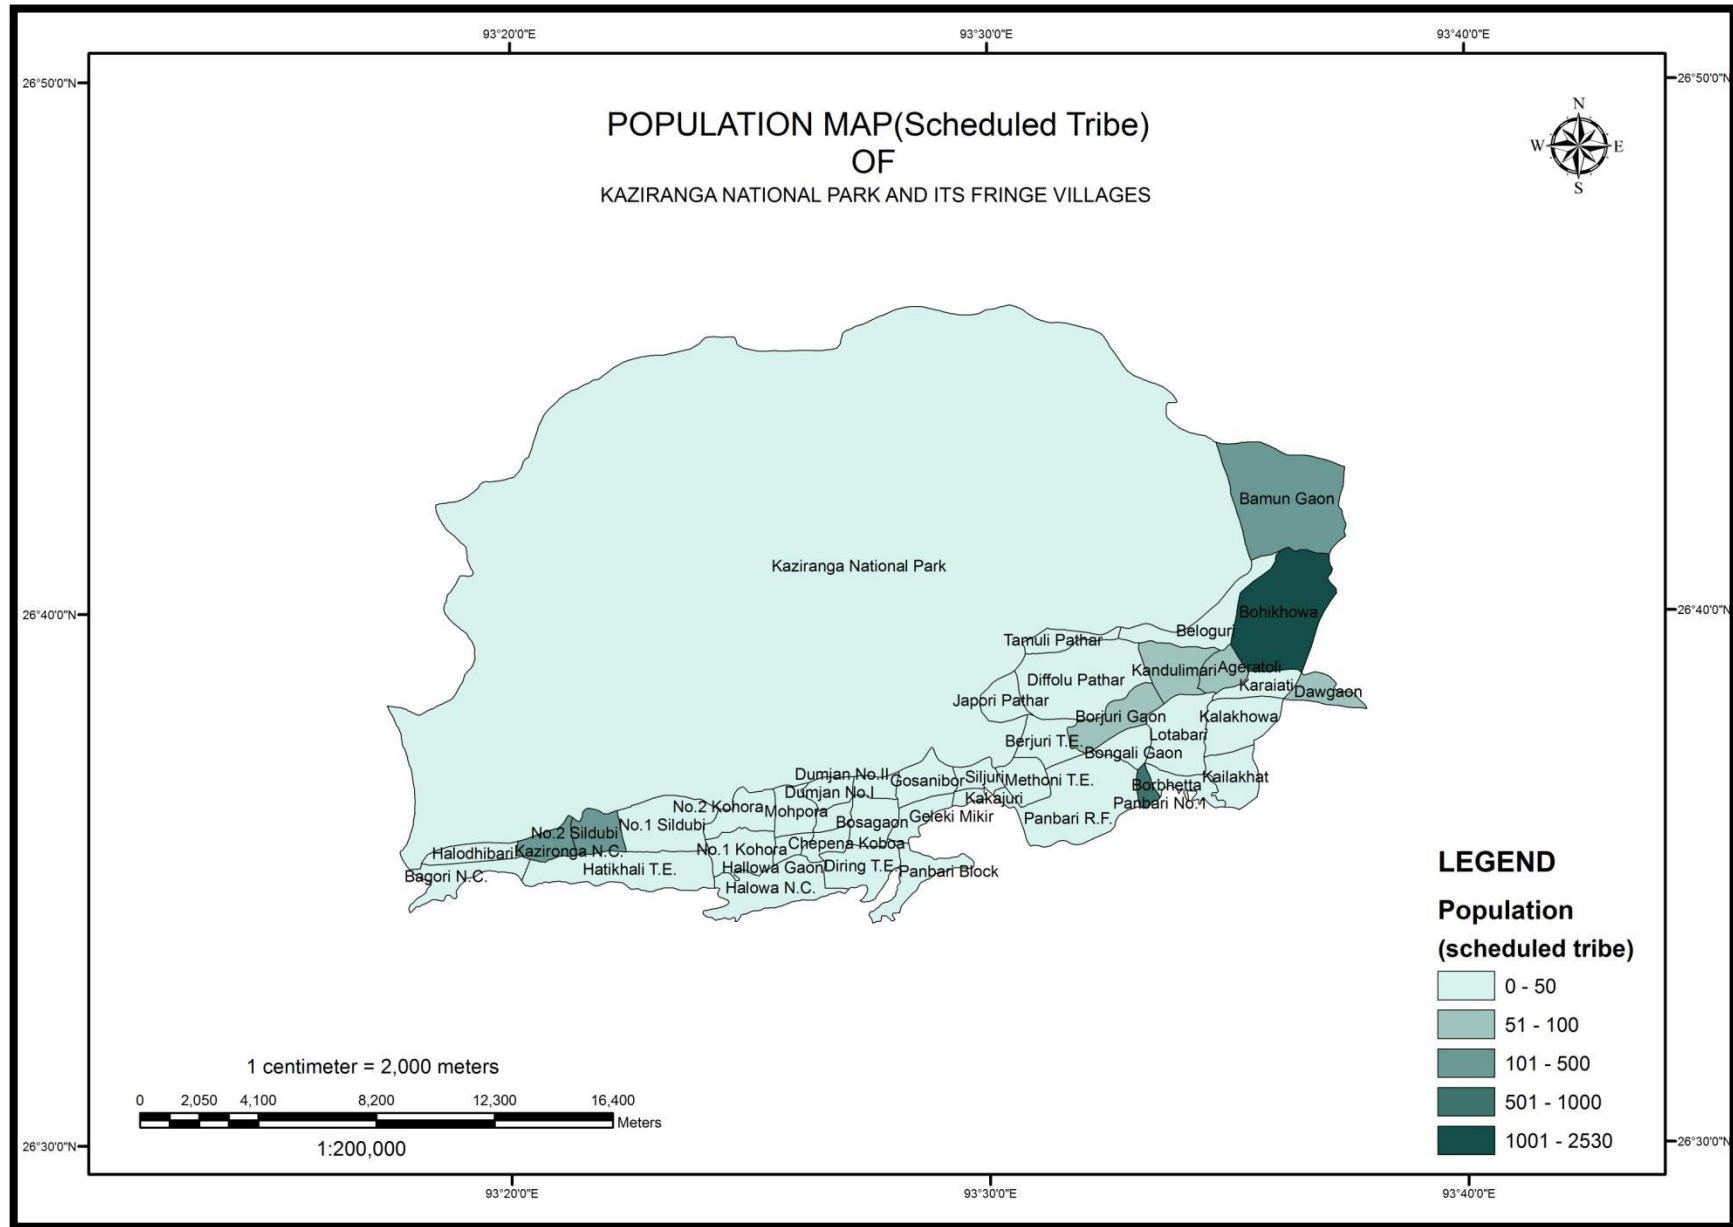 93°20'0"E
93°30'0"E
93°40'0"E
26°50'0"N
26°50'0"N
POPULATION MAP(Scheduled Tribe)
OF
KAZIRANGA NATIONAL PARK AND ITS FRINGE VILLAGES
N
W
E
S
Bamun Gaon
Kaziranga National Park
26°40'0"N
26°40'0"N
Bohikhowa
Beloguri
Tamuli Pathar
Kandulimari
Ageratoli
Diffolu Pathar
Karaiati
Dawgaon
Japori Pathar
Borjuri Gaon
Kalakhowa
Lotabari
Berjuri T.E.
Bongali Gaon
Dumjan No.II
Gosanibor
Siljuri
Methoni T.E.
Kailakhat
Borbhetta
Dumjan No.I
Kakajuri
Panbari No.1
No.2 Kohora
Mohpora
Geleki Mikir
Panbari R.F.
No.1 Sildubi
Bosagaon
No.2 Sildubi
Chepena Koboa
No.1 Kohora
Kazironga N.C.
Halodhibari
Hatikhali T.E.
Hallowa Gaon
Diring T.E.
Panbari Block
Bagori N.C.
Halowa N.C.
LEGEND
Population
(scheduled tribe)
0 - 50
51 - 100
101 - 500
501 - 1000
1001 - 2530
1 centimeter = 2,000 meters
0 2,050 4,100 8,200 12,300 16,400
Meters
1:200,000
26°30'0"N
26°30'0"N
93°20'0"E
93°30'0"E
93°40'0"E